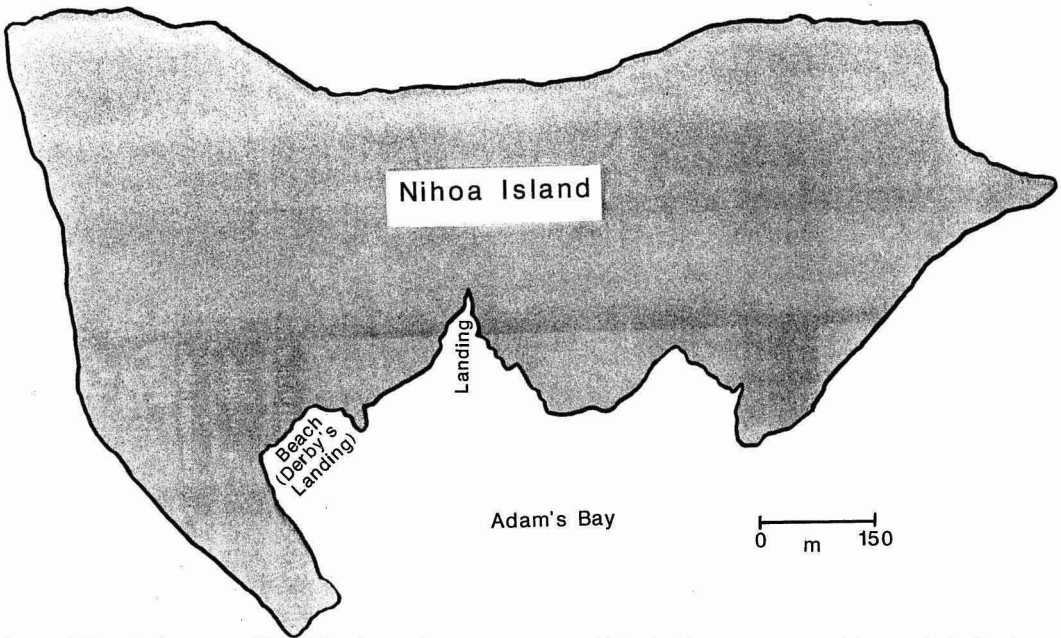 Nihoa Island
Landing
Beach
(Derby's
Landing)
Adam's Bay
0 m 150